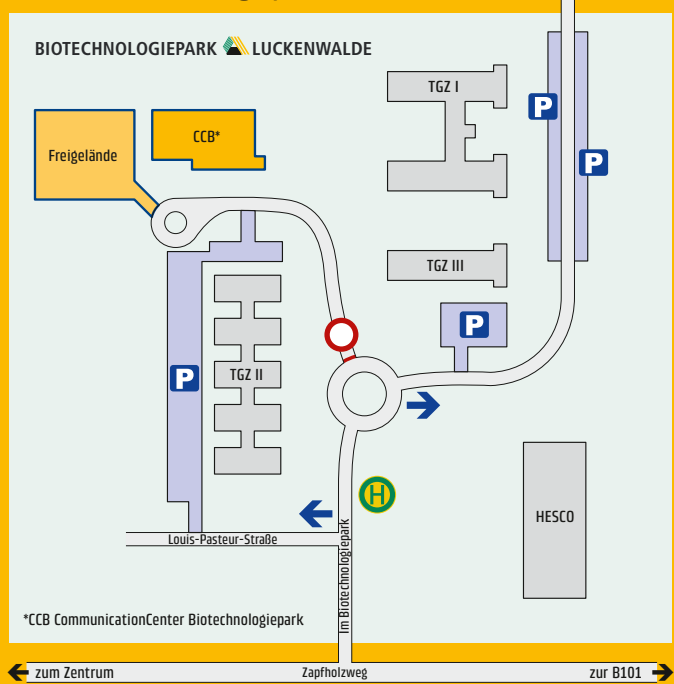 BIOTECHNOLOGIEPARK LUCKENWALDE
TGZ I
P
CCB*
P
Freigelände
TGZ III
P
P
TGZ II
H
HESCO
Louis-Pasteur-Straße
Im Biotechnologiepark
*CCB CommunicationCenter Biotechnologiepark
zum Zentrum
Zapfholzweg
zur B101